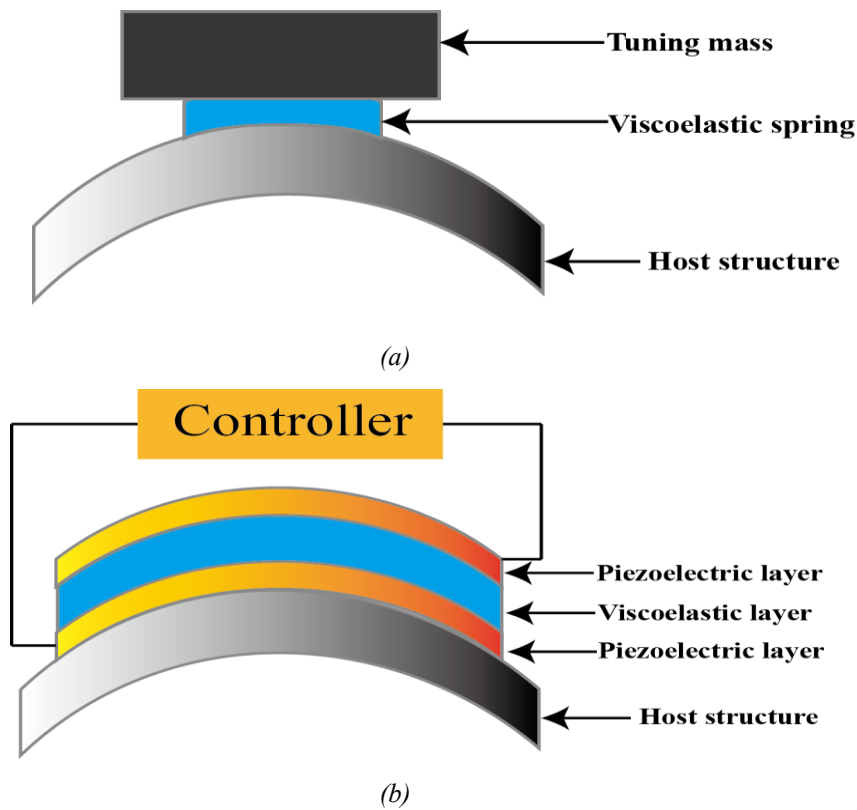 Tuning mass
Viscoelastic spring
Host structure
(a)
Controller
Piezoelectric layer
Viscoelastic layer
Piezoelectric layer
Host structure
(b)